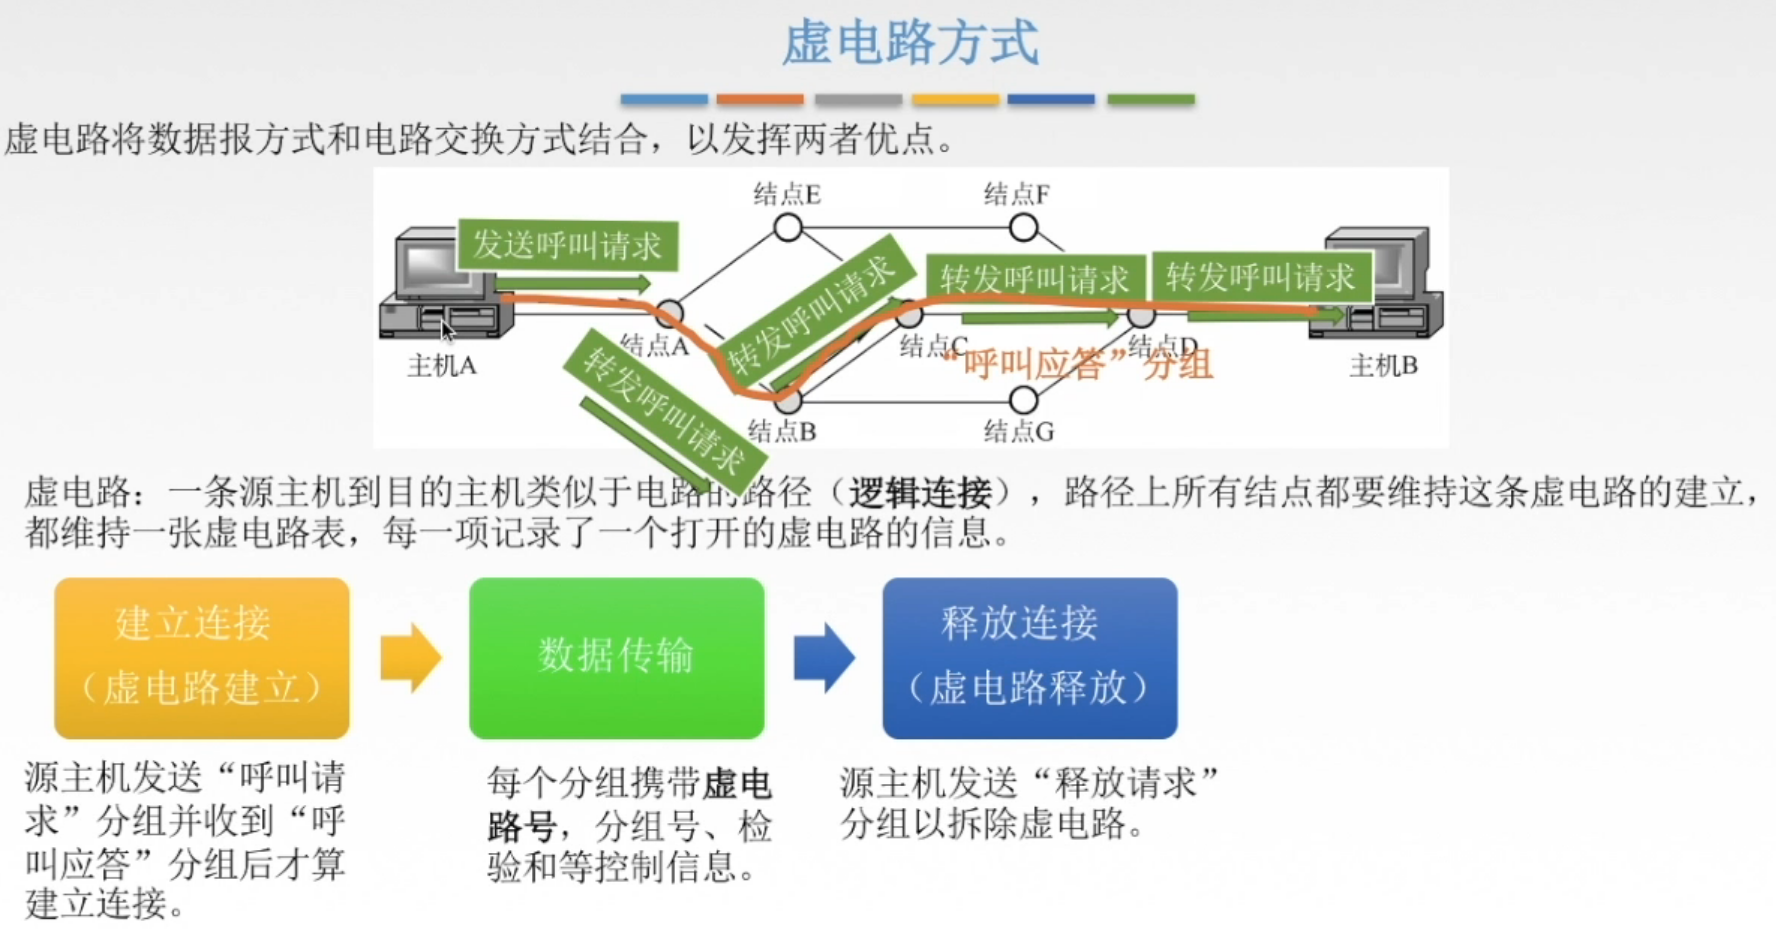 虚电路方式
虚电路将数据报方式和电路交换方式结合，以发挥两者优点。
结点E
结点F
发送呼叫请求
转发呼叫请求
转发呼叫请求
转发呼叫请求
转发呼叫请求
结点A
结点C
结点D
“呼叫应答”分组
主机A
主机B
结点B
结点G
虚电路：一条源主机到目的主机类似于电路的路径（逻辑连接），路径上所有结点都要维持这条虚电路的建立，
都维持一张虚电路表，每一项记录了一个打开的虚电路的信息。
建立连接
（虚电路建立）
数据传输
释放连接
（虚电路释放）
源主机发送“呼叫请
求”分组并收到“呼
叫应答”分组后才算
建立连接。
每个分组携带虚电
路号，分组号、检
验和等控制信息。
源主机发送“释放请求”
分组以拆除虚电路。